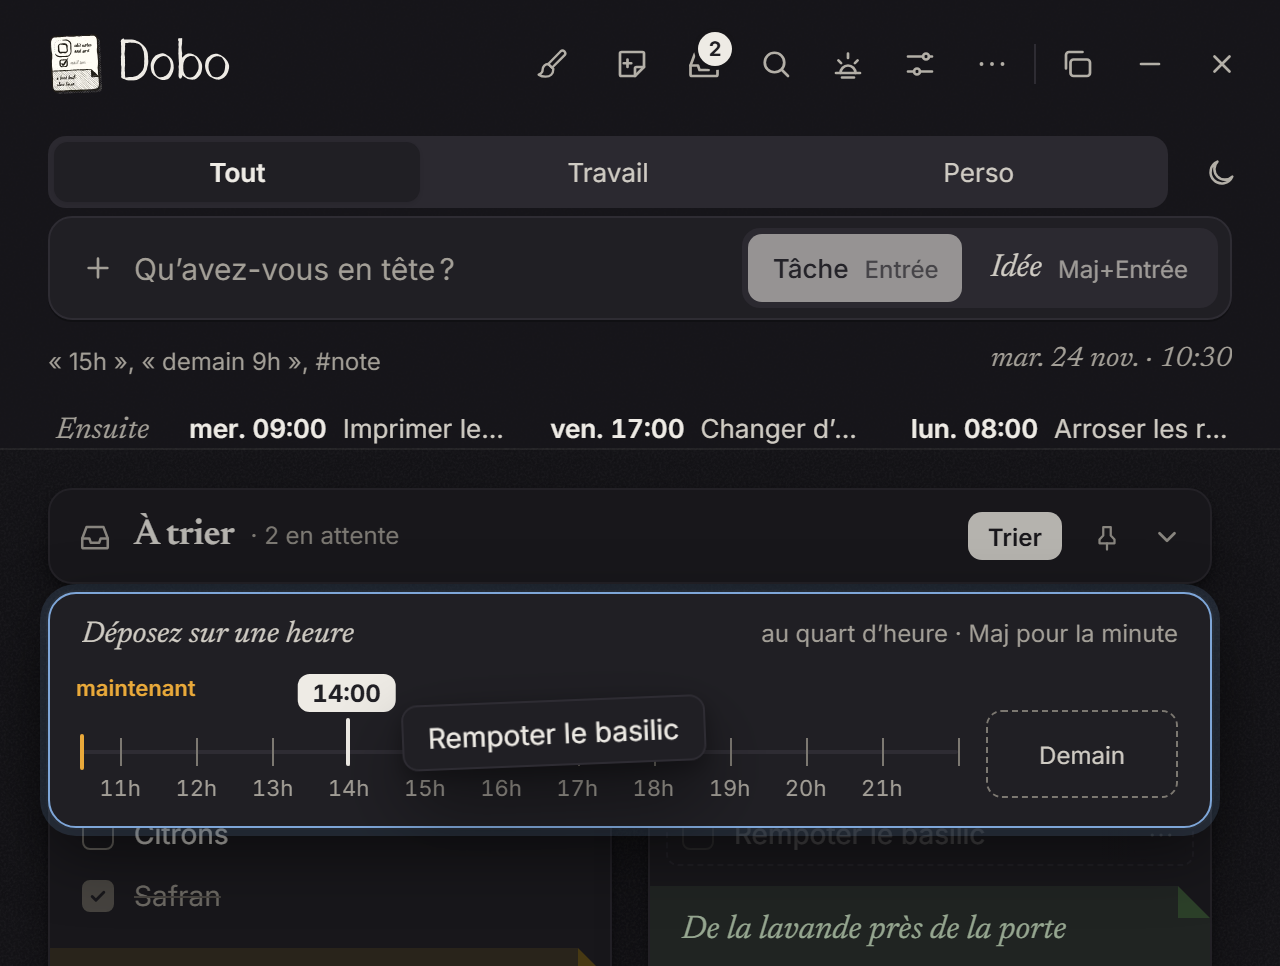 Dobo
2
Tout
Travail
Perso
Qu’avez-vous en tête ?
Tâche Entrée
Idée Maj+Entrée
« 15h », « demain 9h », #note
mar. 24 nov. · 10:30
Ensuite mer. 09:00 Imprimer le… ven. 17:00 Changer d’… lun. 08:00 Arroser les r…
À trier · 2 en attente
Trier
Déposez sur une heure
au quart d’heure · Maj pour la minute
maintenant
14:00
Rempoter le basilic
11h 12h 13h 14h 15h 16h 17h 18h 19h 20h 21h
Demain
Citrons
Rempoter le basilic
Safran
De la lavande près de la porte